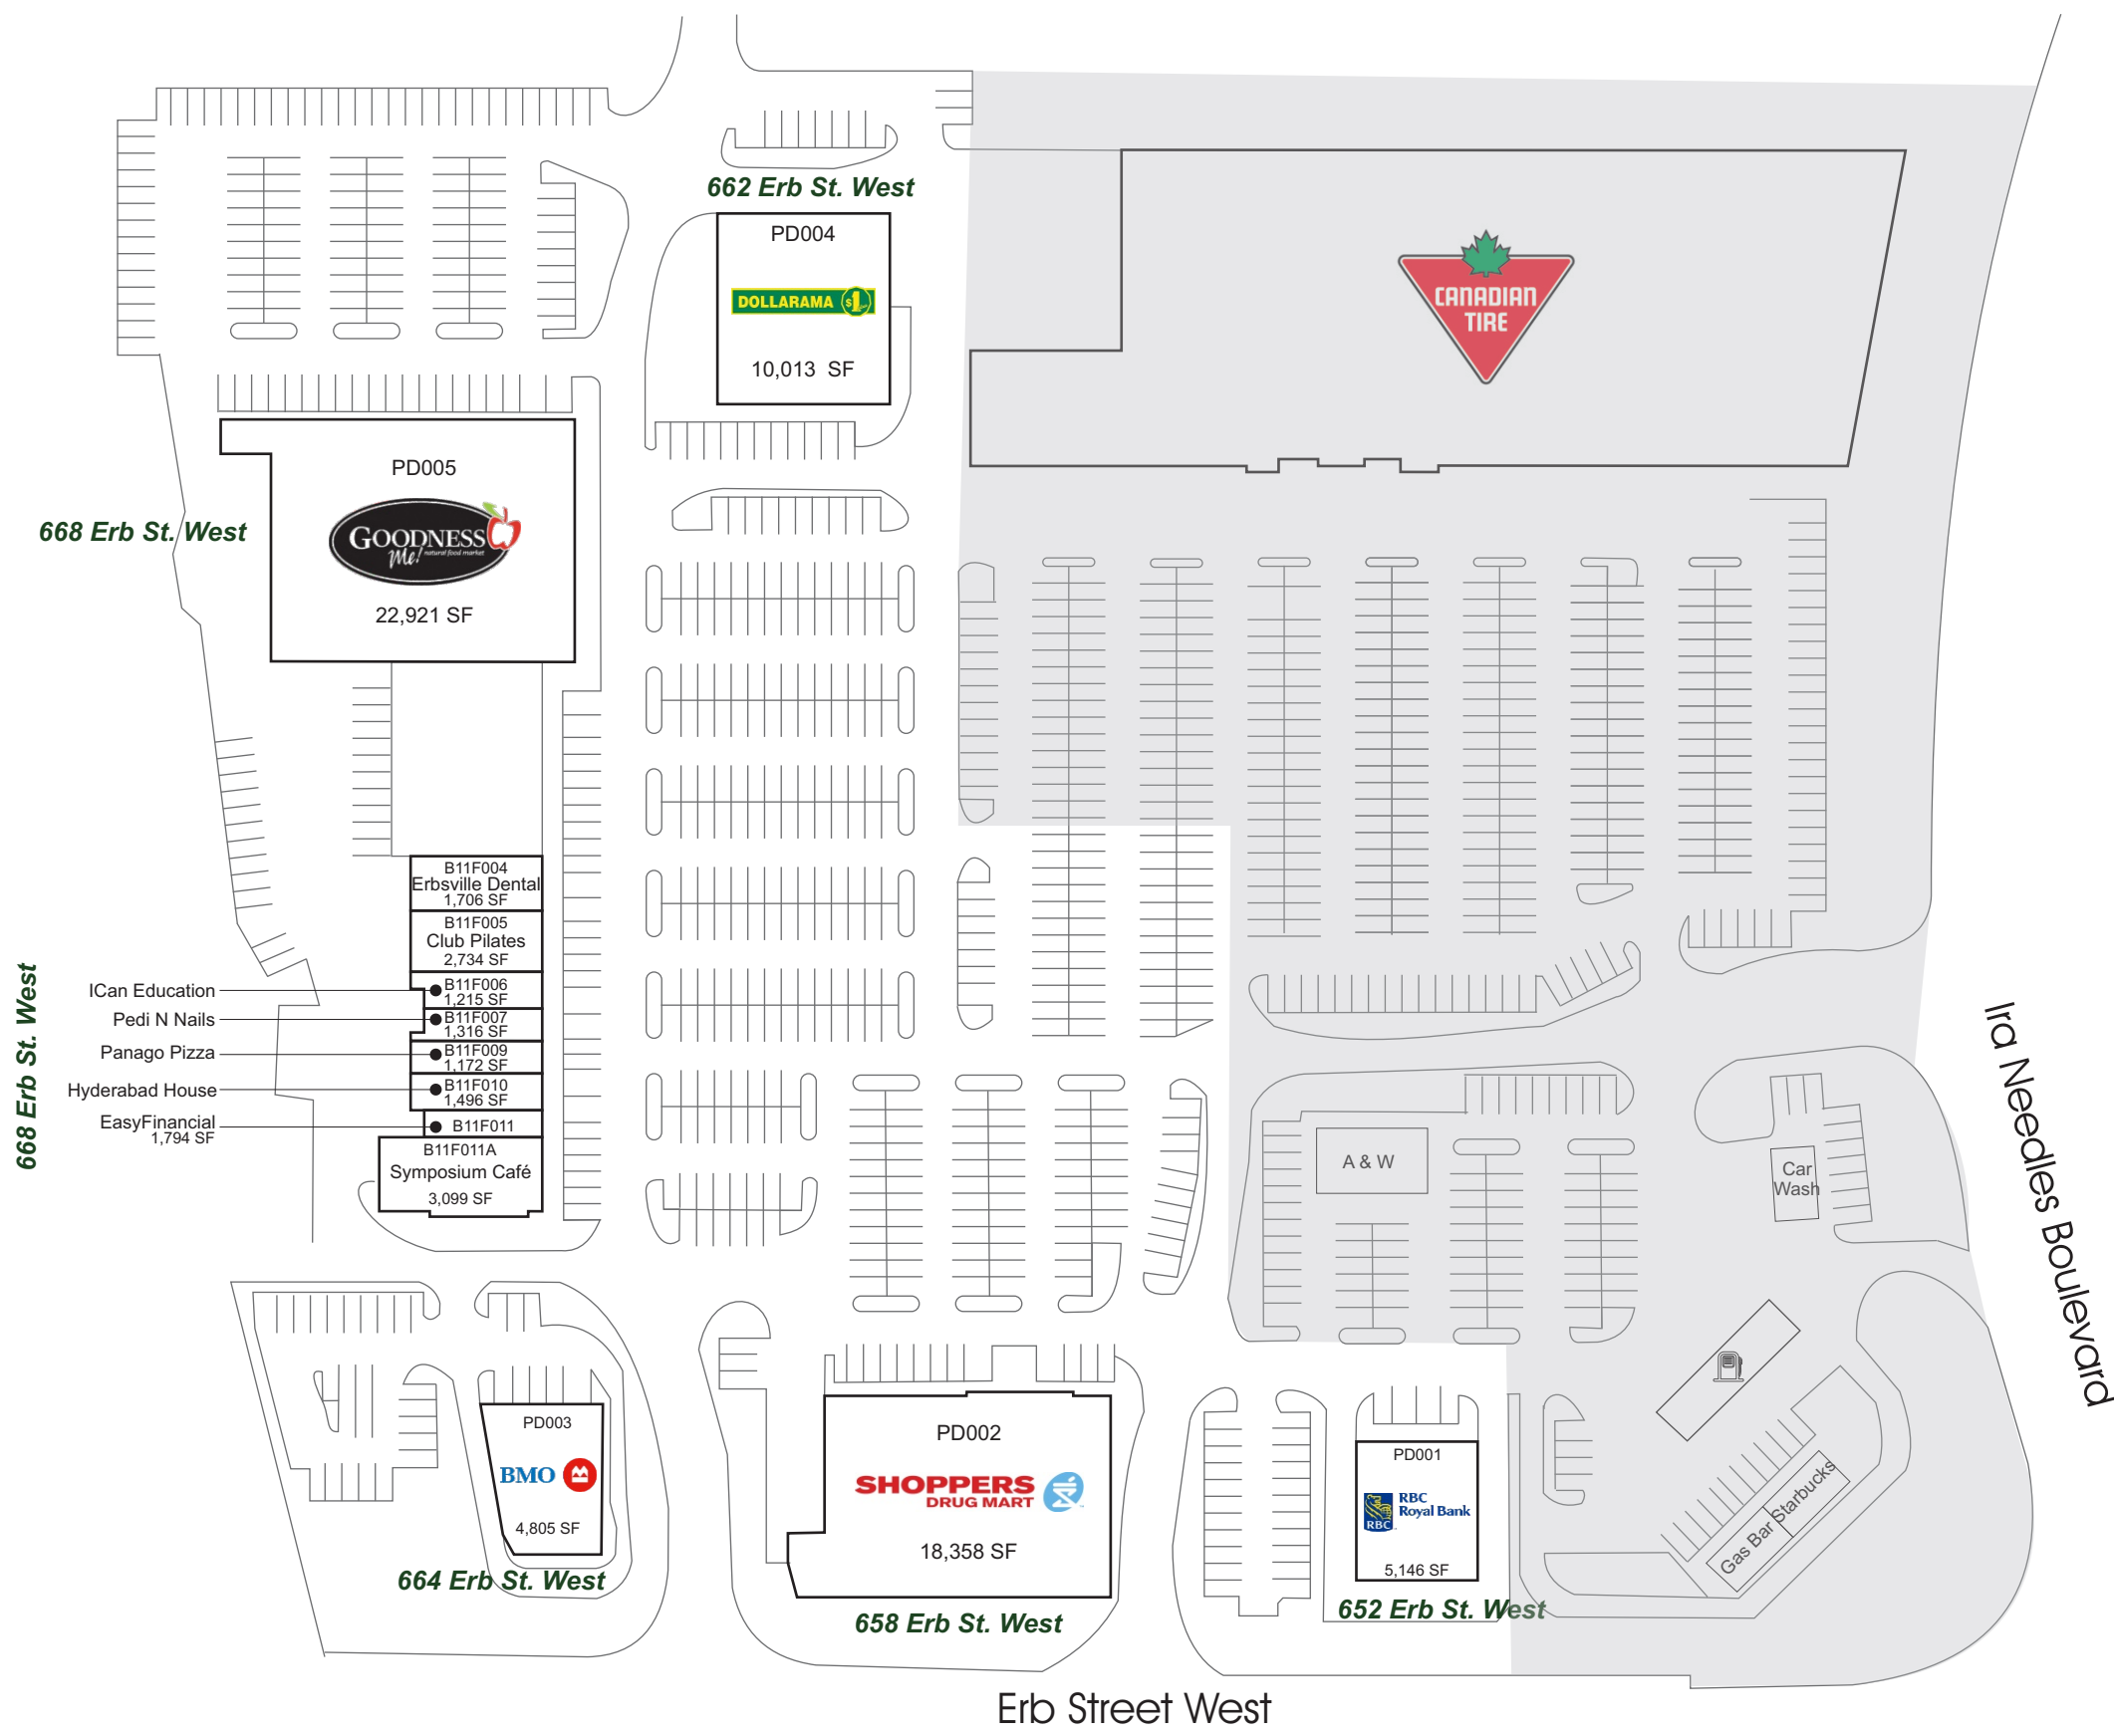 662 Erb St. West
PD004
DOLLARAMA $1
10,013 SF
CANADIAN
TIRE
PD005
GOODNESS
Me! natural food market
22,921 SF
668 Erb St. West
B11F004
Erbsville Dental
1,706 SF
B11F005
Club Pilates
2,734 SF
ICan Education
B11F006
1,215 SF
Pedi N Nails
B11F007
1,316 SF
Panago Pizza
B11F009
1,172 SF
Hyderabad House
B11F010
1,496 SF
EasyFinancial
1,794 SF
B11F011
B11F011A
Symposium Café
3,099 SF
668 Erb St. West
A & W
Car
Wash
Ira Needles Boulevard
PD003
BMO
4,805 SF
664 Erb St. West
PD002
SHOPPERS
DRUG MART
18,358 SF
658 Erb St. West
PD001
RBC
Royal Bank
RBC
5,146 SF
652 Erb St. West
Gas Bar
Starbucks
Erb Street West